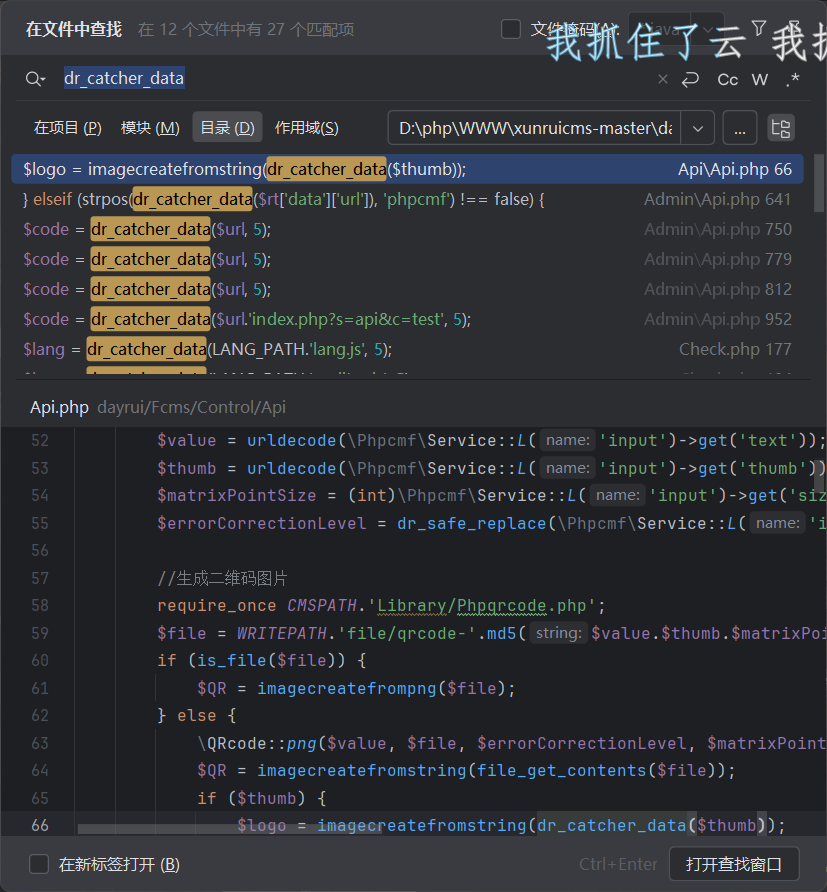 在文件中查找 在 12 个文件中有 27 个匹配项 文件掩码(A):
我抓住了云 我抓
dr_catcher_data Cc W .*
在项目 (P) 模块 (M) 目录 (D) 作用域(S) D:\php\WWW\xunruicms-master\da ...
$logo = imagecreatefromstring(dr_catcher_data($thumb)); Api\Api.php 66
} elseif (strpos(dr_catcher_data($rt['data']['url']), 'phpcmf') !== false) { Admin\Api.php 641
$code = dr_catcher_data($url, 5); Admin\Api.php 750
$code = dr_catcher_data($url, 5); Admin\Api.php 779
$code = dr_catcher_data($url, 5); Admin\Api.php 812
$code = dr_catcher_data($url.'index.php?s=api&c=test', 5); Admin\Api.php 952
$lang = dr_catcher_data(LANG_PATH.'lang.js', 5); Check.php 177
Api.php dayrui/Fcms/Control/Api
52 $value = urldecode(\Phpcmf\Service::L( name: 'input')->get('text'));
53 $thumb = urldecode(\Phpcmf\Service::L( name: 'input')->get('thumb'))
54 $matrixPointSize = (int)\Phpcmf\Service::L( name: 'input')->get('siz
55 $errorCorrectionLevel = dr_safe_replace(\Phpcmf\Service::L( name: 'i
56
57 //生成二维码图片
58 require_once CMSPATH.'Library/Phpqrcode.php';
59 $file = WRITEPATH.'file/qrcode-'.md5( string: $value.$thumb.$matrixPoi
60 if (is_file($file)) {
61 $QR = imagecreatefrompng($file);
62 } else {
63 \QRcode::png($value, $file, $errorCorrectionLevel, $matrixPoint
64 $QR = imagecreatefromstring(file_get_contents($file));
65 if ($thumb) {
66 $logo = imagecreatefromstring(dr_catcher_data($thumb));
在新标签打开 (B) Ctrl+Enter 打开查找窗口